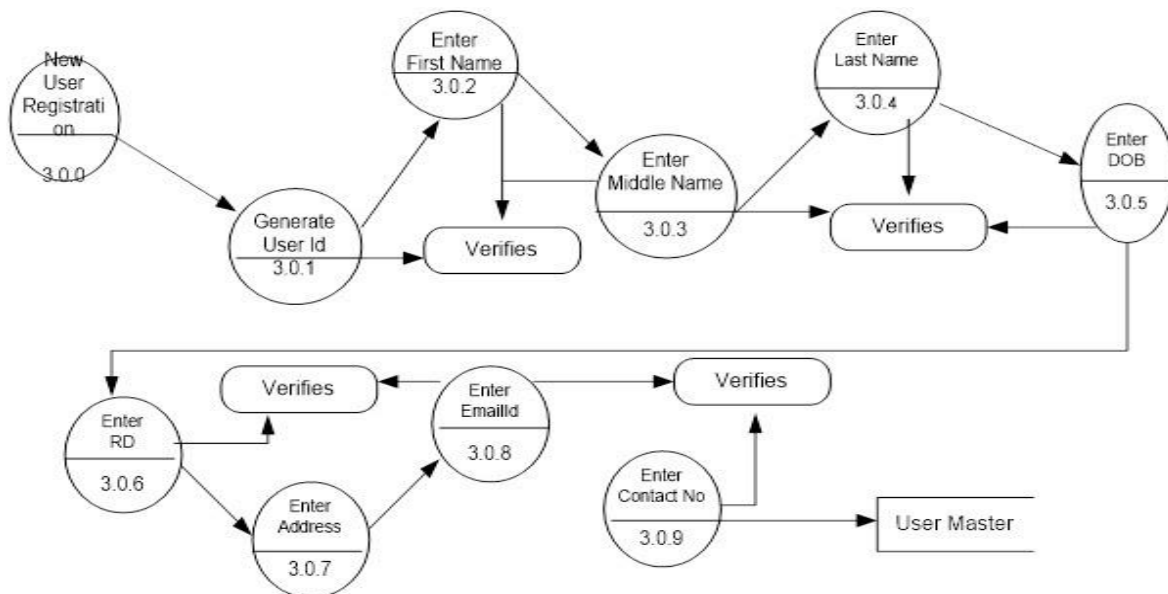 New
User
Registrati
on
3.0.0
Generate
User Id
3.0.1
Enter
First Name
3.0.2
Verifies
Enter
Middle Name
3.0.3
Enter
Last Name
3.0.4
Verifies
Enter
DOB
3.0.5
Enter
RD
3.0.6
Verifies
Enter
Address
3.0.7
Enter
EmailId
3.0.8
Verifies
Enter
Contact No
3.0.9
User Master